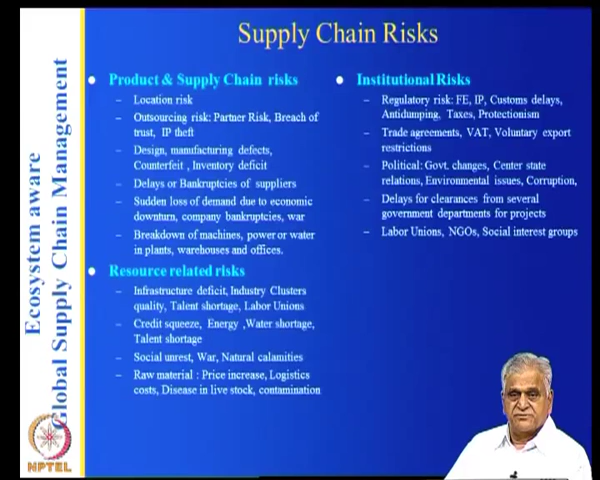 Supply Chain Risks
Ecosystem aware
Global Supply Chain Management
Product & Supply Chain risks
– Location risk
– Outsourcing risk: Partner Risk, Breach of
trust, IP theft
– Design, manufacturing defects,
Counterfeit , Inventory deficit
– Delays or Bankruptcies of suppliers
– Sudden loss of demand due to economic
downturn, company bankruptcies, war
– Breakdown of machines, power or water
in plants, warehouses and offices.
Resource related risks
– Infrastructure deficit, Industry Clusters
quality, Talent shortage, Labor Unions
– Credit squeeze, Energy ,Water shortage,
Talent shortage
– Social unrest, War, Natural calamities
– Raw material : Price increase, Logistics
costs, Disease in live stock, contamination
Institutional Risks
– Regulatory risk: FE, IP, Customs delays,
Antidumping, Taxes, Protectionism
– Trade agreements, VAT, Voluntary export
restrictions
– Political: Govt. changes, Center state
relations, Environmental issues, Corruption,
– Delays for clearances from several
government departments for projects
– Labor Unions, NGOs, Social interest groups
NPTEL